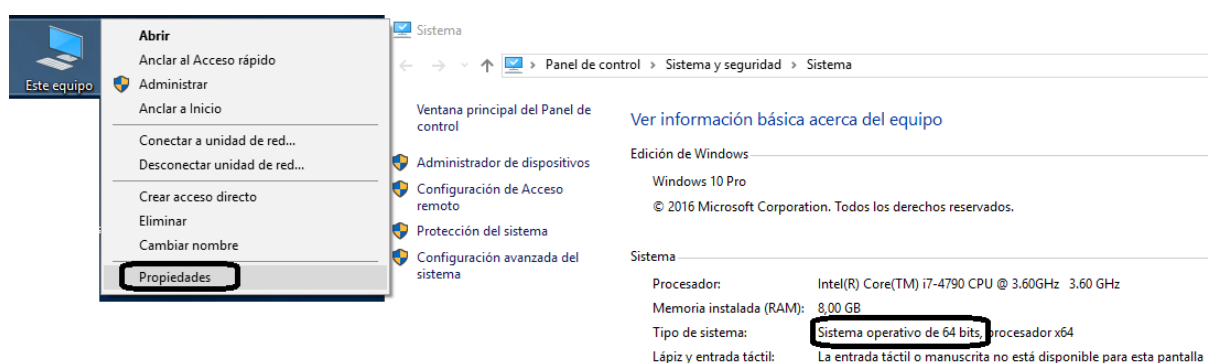 Este equipo
Abrir
Anclar al Acceso rápido
Administrar
Anclar a Inicio
Conectar a unidad de red...
Desconectar unidad de red...
Crear acceso directo
Eliminar
Cambiar nombre
Propiedades
Sistema
Panel de control > Sistema y seguridad > Sistema
Ventana principal del Panel de
control
Administrador de dispositivos
Configuración de Acceso
remoto
Protección del sistema
Configuración avanzada del
sistema
Ver información básica acerca del equipo
Edición de Windows
Windows 10 Pro
© 2016 Microsoft Corporation. Todos los derechos reservados.
Sistema
Procesador: Intel(R) Core(TM) i7-4790 CPU @ 3.60GHz 3.60 GHz
Memoria instalada (RAM): 8,00 GB
Tipo de sistema: Sistema operativo de 64 bits, procesador x64
Lápiz y entrada táctil: La entrada táctil o manuscrita no está disponible para esta pantalla